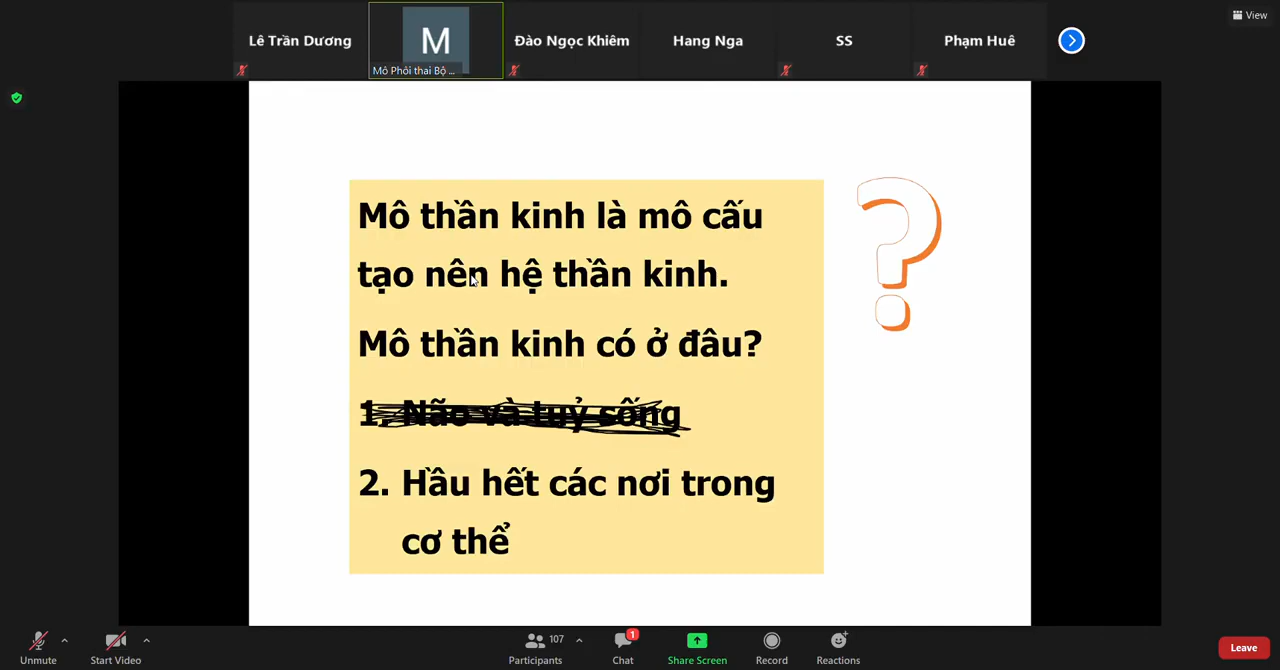 View
Lê Trần Dương
M
Mô Phôi thai Bộ ...
Đào Ngọc Khiêm
Hang Nga
SS
Phạm Huê
Mô thần kinh là mô cấu
tạo nên hệ thần kinh.
Mô thần kinh có ở đâu?
1. Não và tuỷ sống
2. Hầu hết các nơi trong
cơ thể
?
Unmute
Start Video
107
Participants
1
Chat
Share Screen
Record
Reactions
Leave